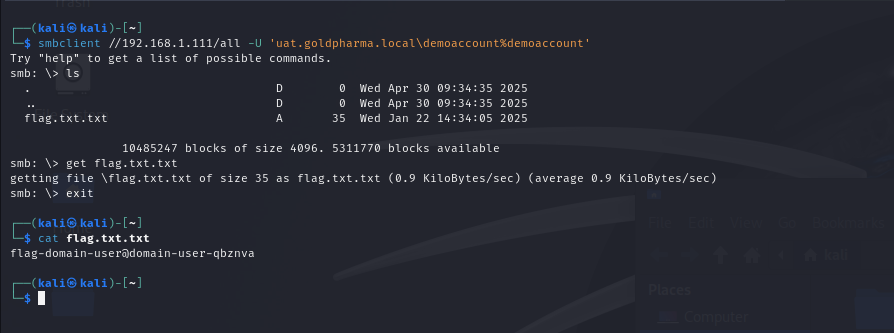 ┌──(kali㉿kali)-[~]
└─$ smbclient //192.168.1.111/all -U 'uat.goldpharma.local\demoaccount%demoaccount'
Try "help" to get a list of possible commands.
smb: \> ls
  .                                   D        0  Wed Apr 30 09:34:35 2025
  ..                                  D        0  Wed Apr 30 09:34:35 2025
  flag.txt.txt                        A       35  Wed Jan 22 14:34:05 2025
                10485247 blocks of size 4096. 5311770 blocks available
smb: \> get flag.txt.txt
getting file \flag.txt.txt of size 35 as flag.txt.txt (0.9 KiloBytes/sec) (average 0.9 KiloBytes/sec)
smb: \> exit
┌──(kali㉿kali)-[~]
└─$ cat flag.txt.txt
flag-domain-user@domain-user-qbznva
┌──(kali㉿kali)-[~]
└─$
Trash
File
Edit
kali
Places
Computer